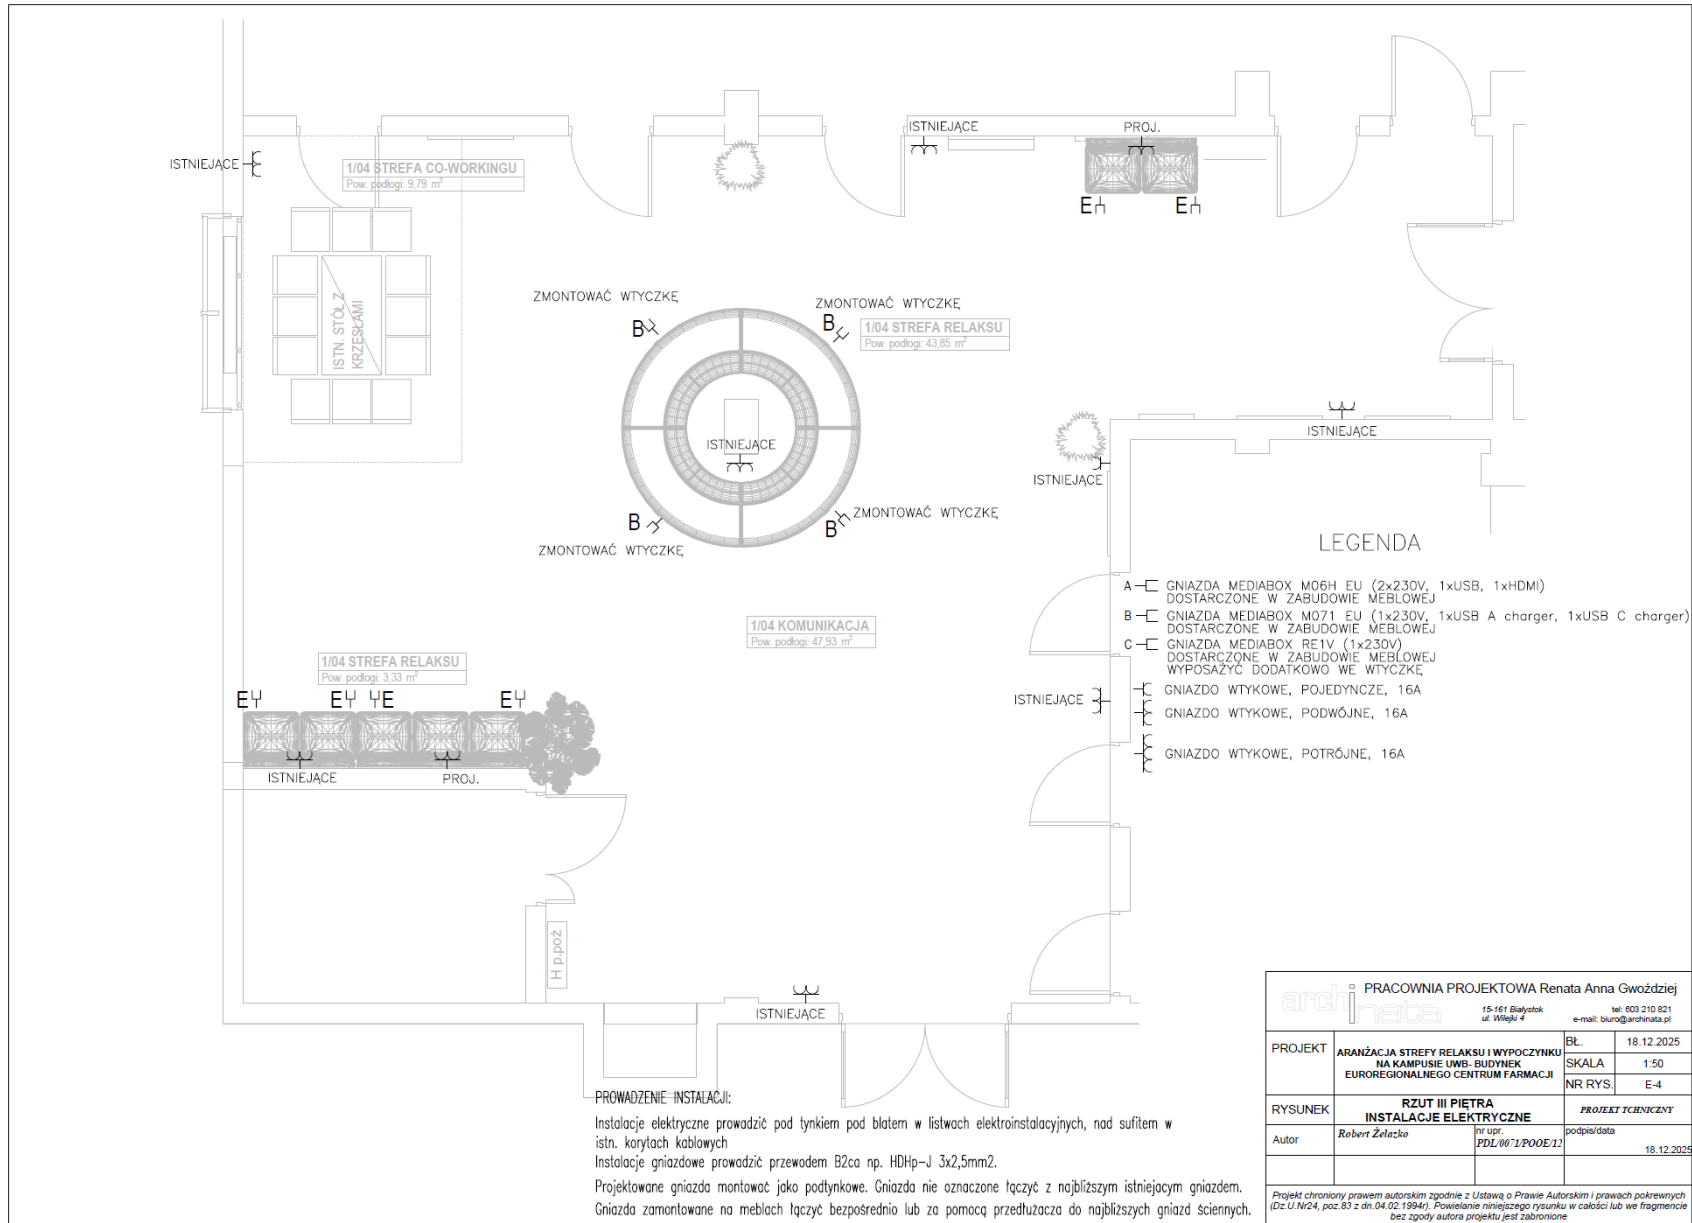 ISTNIEJĄCE
PROJ.
ISTNIEJĄCE
1/04 STREFA CO-WORKINGU
Pow. podłogi: 9,79 m²
E
E
ISTN. STÓŁ Z
KRZESŁAMI
ZMONTOWAĆ WTYCZKĘ
ZMONTOWAĆ WTYCZKĘ
B
B
1/04 STREFA RELAKSU
Pow. podłogi: 43,85 m²
ISTNIEJĄCE
ISTNIEJĄCE
ISTNIEJĄCE
B
B
ZMONTOWAĆ WTYCZKĘ
ZMONTOWAĆ WTYCZKĘ
LEGENDA
A GNIAZDA MEDIABOX M06H EU (2x230V, 1xUSB, 1xHDMI)
DOSTARCZONE W ZABUDOWIE MEBLOWEJ
B GNIAZDA MEDIABOX M071 EU (1x230V, 1xUSB A charger, 1xUSB C charger)
DOSTARCZONE W ZABUDOWIE MEBLOWEJ
C GNIAZDA MEDIABOX RE1V (1x230V)
DOSTARCZONE W ZABUDOWIE MEBLOWEJ
WYPOSAŻYĆ DODATKOWO WE WTYCZKĘ
GNIAZDO WTYKOWE, POJEDYNCZE, 16A
GNIAZDO WTYKOWE, PODWÓJNE, 16A
GNIAZDO WTYKOWE, POTRÓJNE, 16A
1/04 KOMUNIKACJA
Pow. podłogi: 47,93 m²
1/04 STREFA RELAKSU
Pow. podłogi: 3,33 m²
E
E
E
E
ISTNIEJĄCE
ISTNIEJĄCE
PROJ.
H p.poż
ISTNIEJĄCE
PROWADZENIE INSTALACJI:
Instalacje elektryczne prowadzić pod tynkiem pod blatem w listwach elektroinstalacyjnych, nad sufitem w
istn. korytach kablowych
Instalacje gniazdowe prowadzić przewodem B2ca np. HDHp-J 3x2,5mm2.
Projektowane gniazda montować jako podtynkowe. Gniazda nie oznaczone łączyć z najbliższym istniejacym gniazdem.
Gniazda zamontowane na meblach łączyć bezpośrednio lub za pomocą przedłużacza do najbliższych gniazd ściennych.
archinata
PRACOWNIA PROJEKTOWA Renata Anna Gwoździej
15-161 Białystok
ul. Wilejki 4
tel: 603 210 821
e-mail: biuro@archinata.pl
PROJEKT
ARANŻACJA STREFY RELAKSU I WYPOCZYNKU
NA KAMPUSIE UWB- BUDYNEK
EUROREGIONALNEGO CENTRUM FARMACJI
BŁ. 18.12.2025
SKALA 1:50
NR RYS. E-4
RYSUNEK
RZUT III PIĘTRA
INSTALACJE ELEKTRYCZNE
PROJEKT TCHNICZNY
Autor
Robert Żelazko
nr upr.
PDL/0071/POOE/12
podpis/data
18.12.2025
Projekt chroniony prawem autorskim zgodnie z Ustawą o Prawie Autorskim i prawach pokrewnych
(Dz.U.Nr24, poz.83 z dn.04.02.1994r). Powielanie niniejszego rysunku w całości lub we fragmencie
bez zgody autora projektu jest zabronione